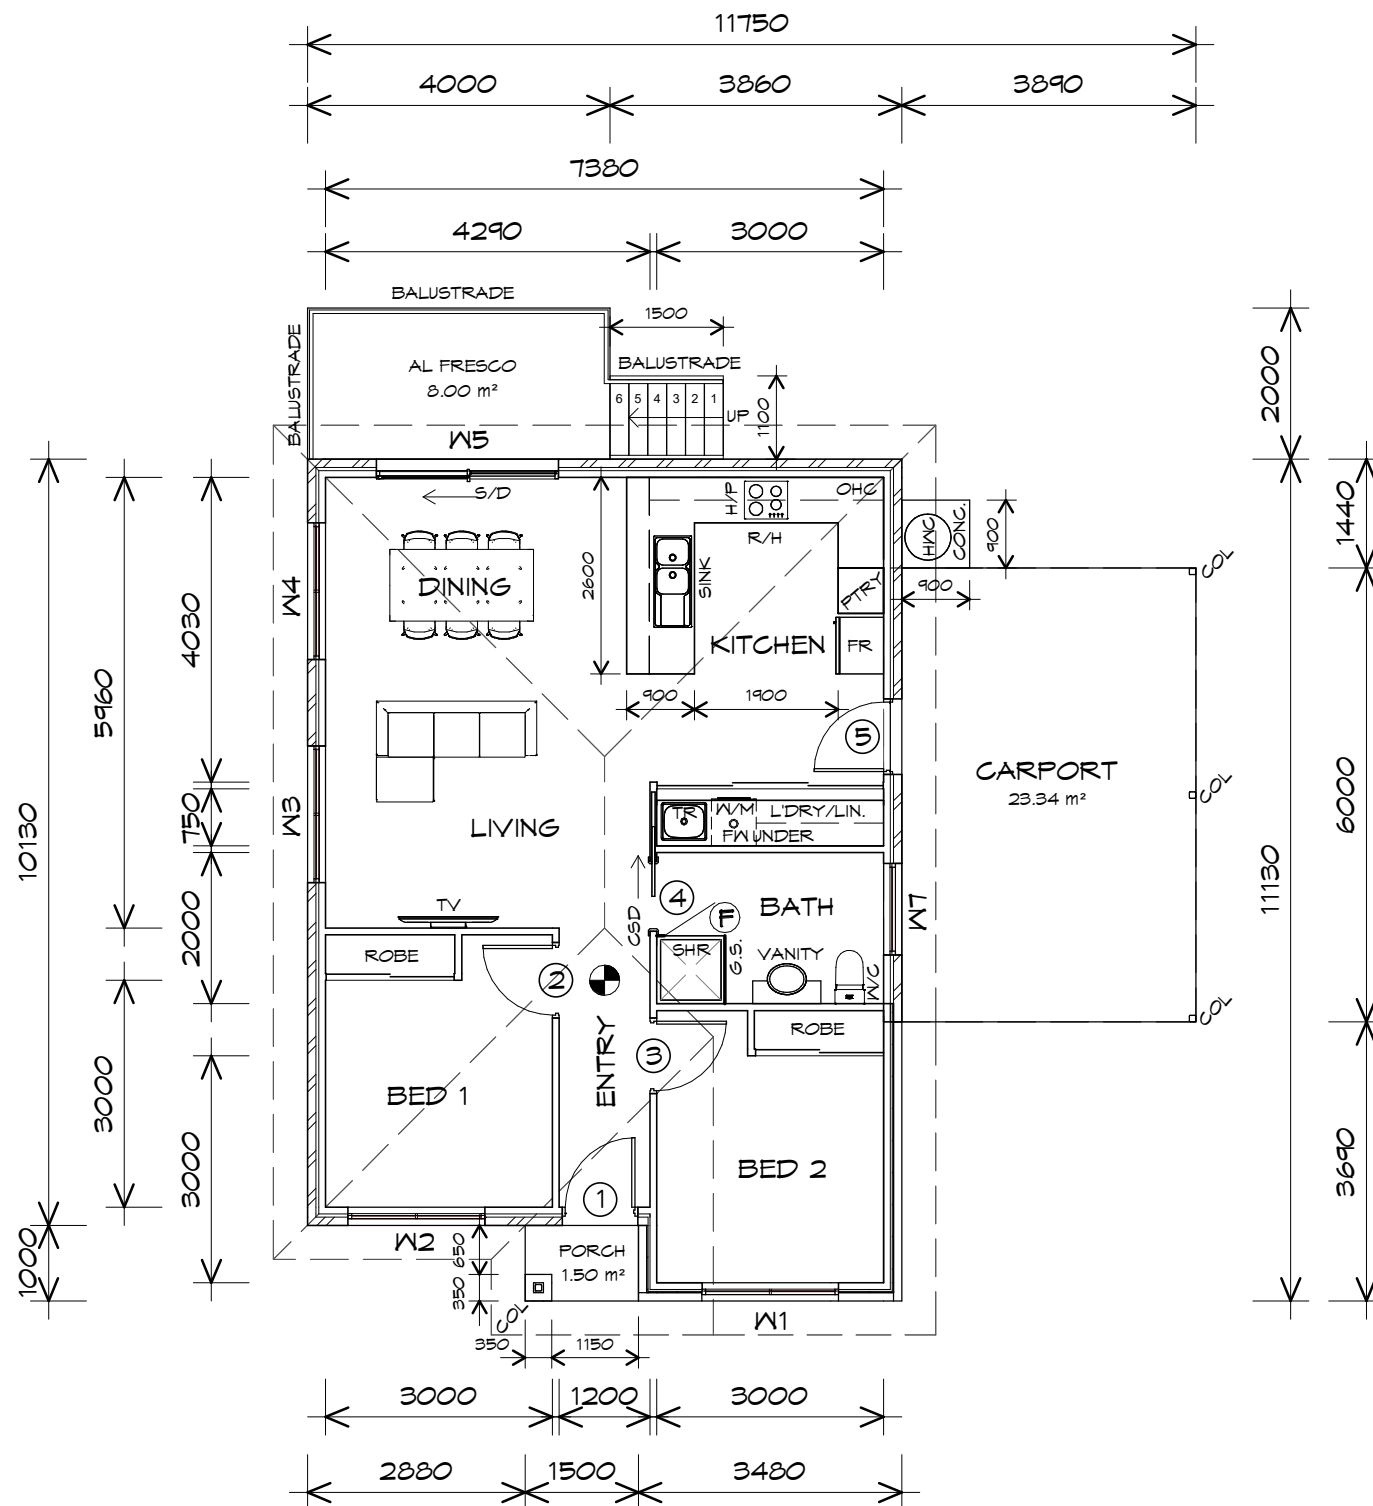 11750
4000
3860
3890
7380
4290
3000
BALUSTRADE
1500
BALUSTRADE
BALUSTRADE
AL FRESCO
8.00 m²
6
5
4
3
2
1
UP
1100
2000
W5
S/D
H/P
OHC
R/H
HWC
CONC.
900
900
1440
COL
DINING
W4
2600
SINK
PTRY
KITCHEN
FR
4030
5960
900
1900
5
CARPORT
23.34 m²
COL
6000
10130
750
W3
LIVING
TR
W/M
L'DRY/LIN.
FW UNDER
11130
2000
TV
CSD
4
F
BATH
W7
ROBE
SHR
G.S.
VANITY
W/C
2
COL
ROBE
3
ENTRY
3000
BED 1
3000
BED 2
3690
1
W2
650
PORCH
1.50 m²
350
1000
COL
W1
350
1150
3000
1200
3000
2880
1500
3480